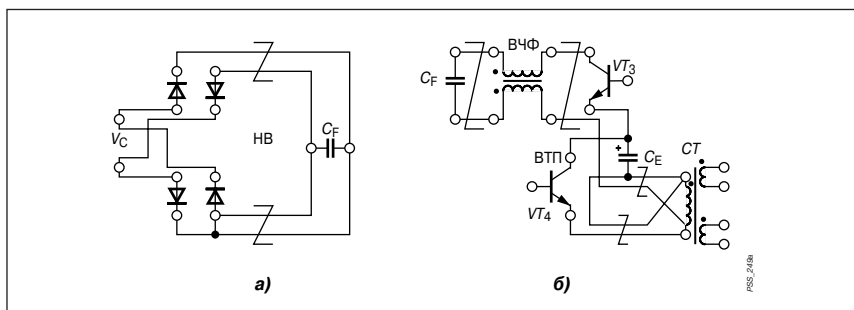 V_C
НВ
C_F
а)
C_F
ВЧФ
VT_3
ВТП
VT_4
C_E
CT
б)
PSS_249a